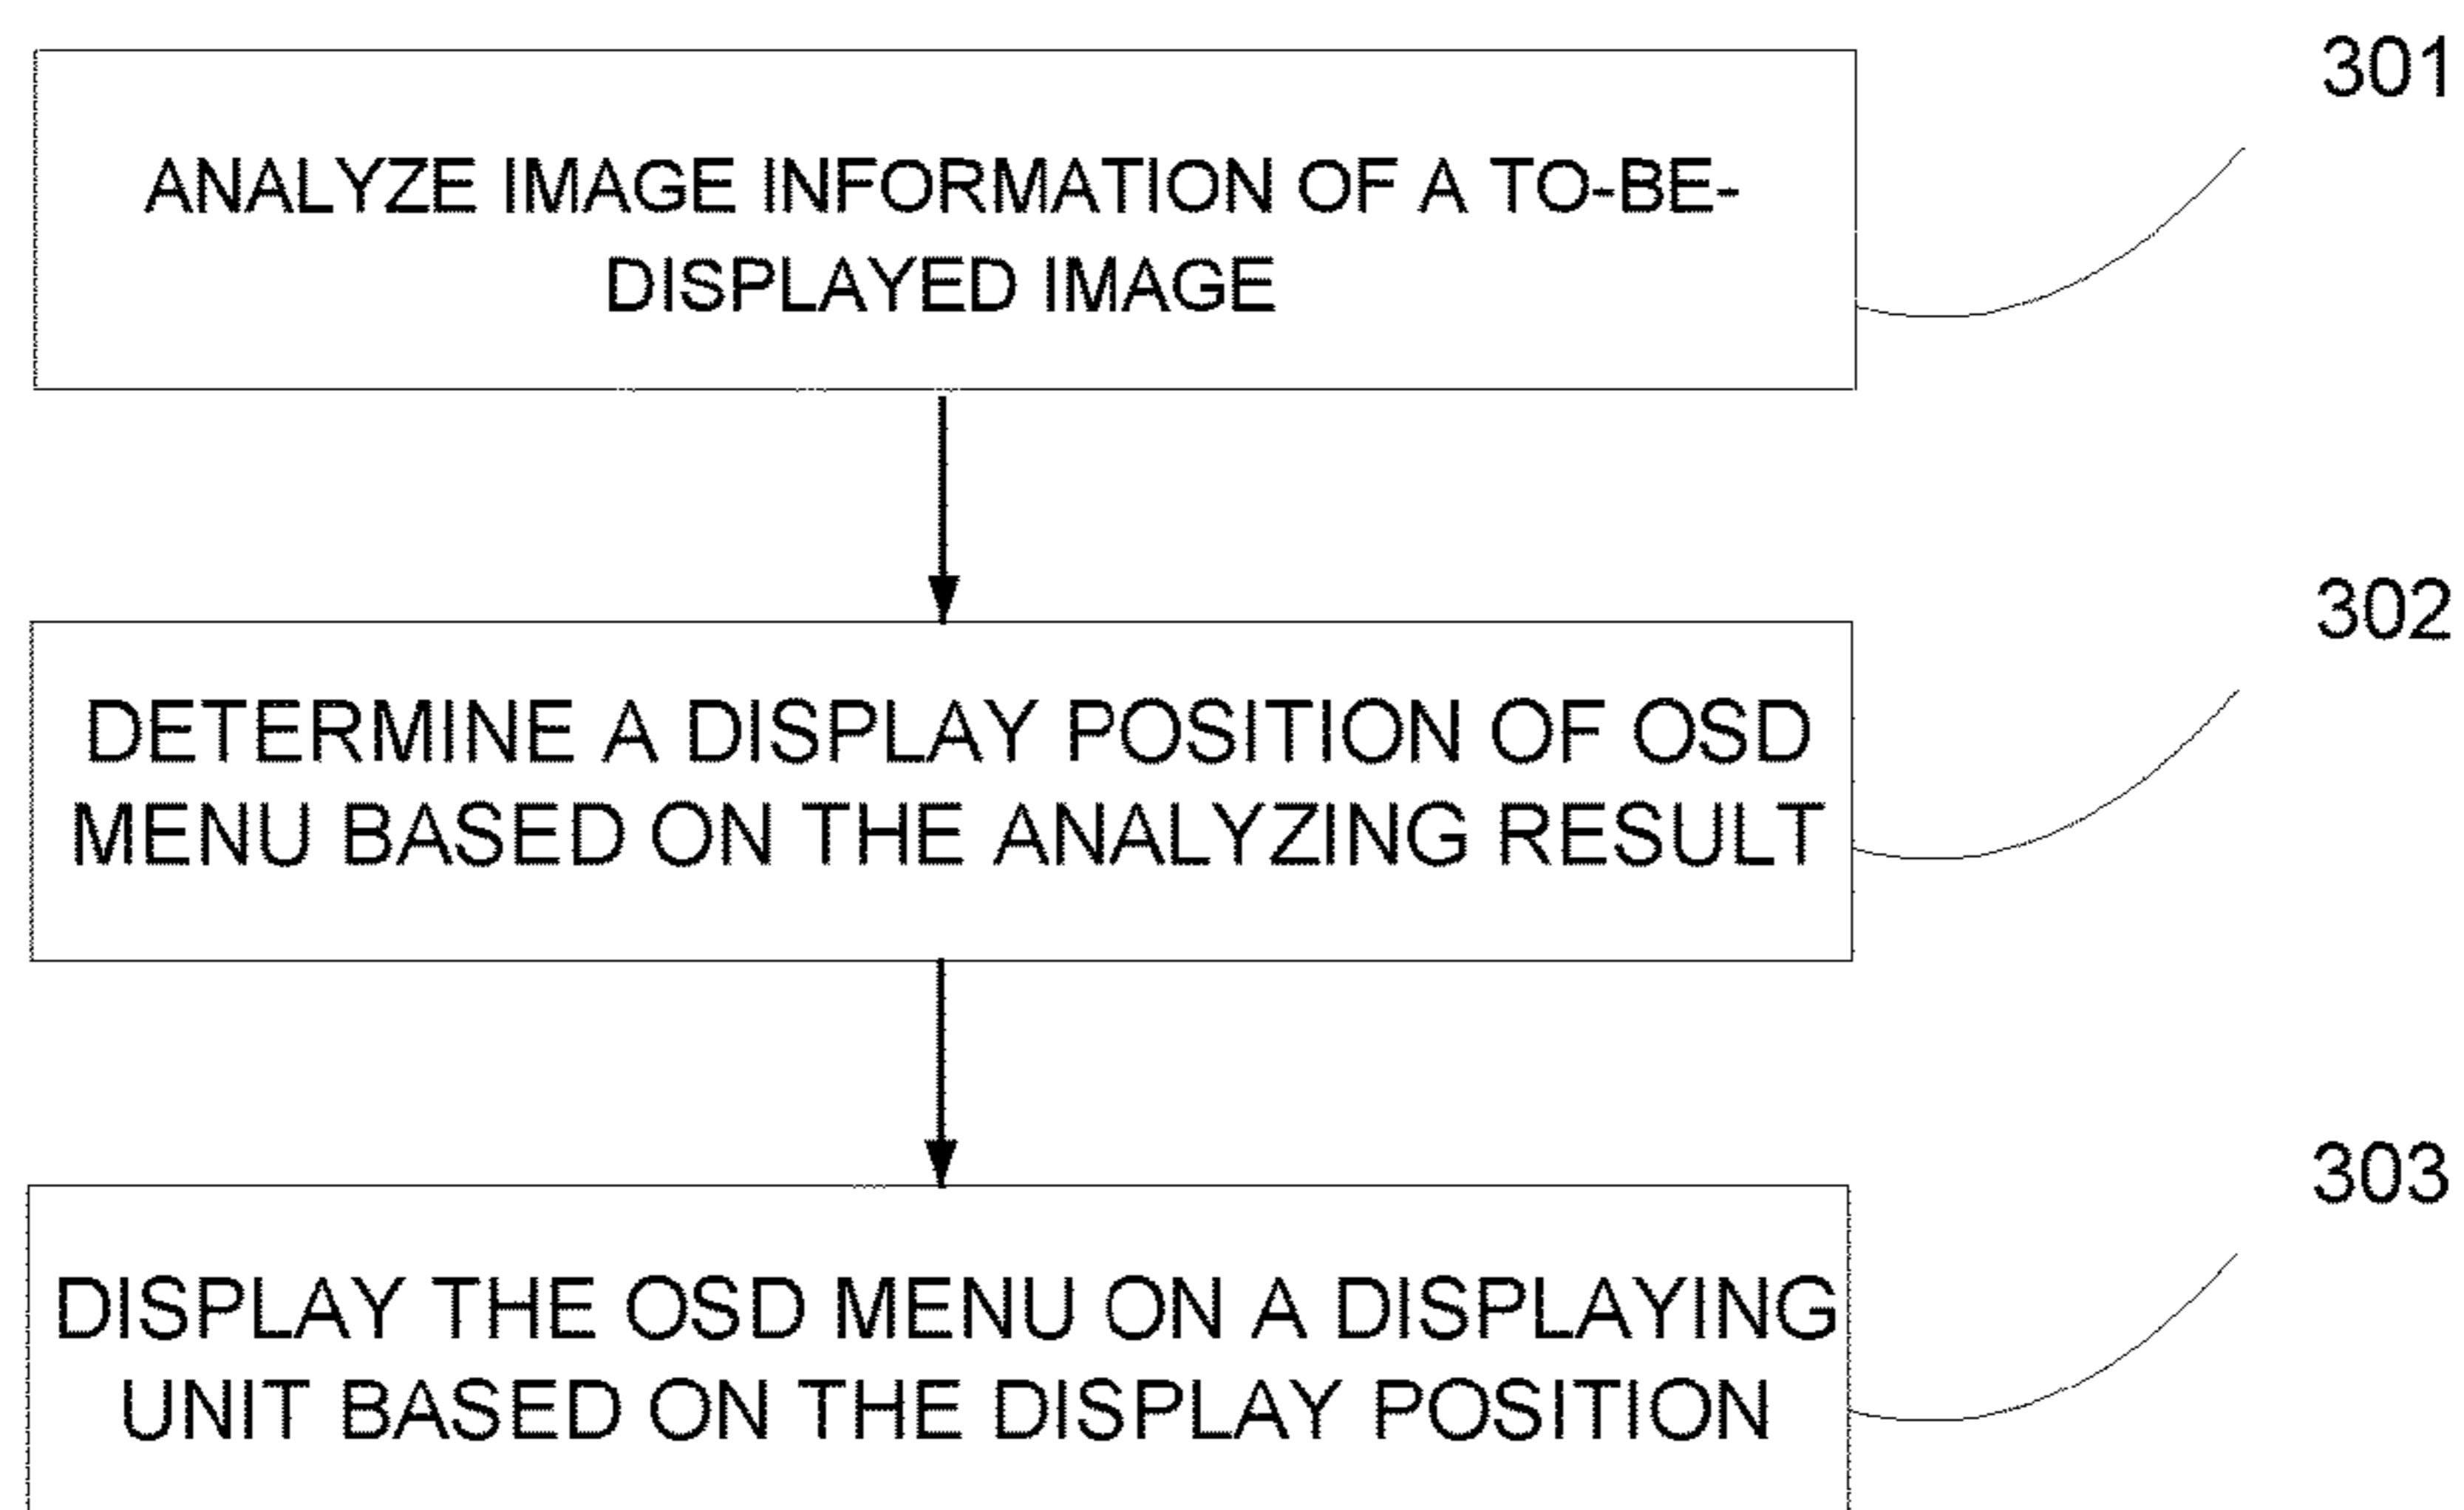 301
ANALYZE IMAGE INFORMATION OF A TO-BE-
DISPLAYED IMAGE
302
DETERMINE A DISPLAY POSITION OF OSD
MENU BASED ON THE ANALYZING RESULT
303
DISPLAY THE OSD MENU ON A DISPLAYING
UNIT BASED ON THE DISPLAY POSITION